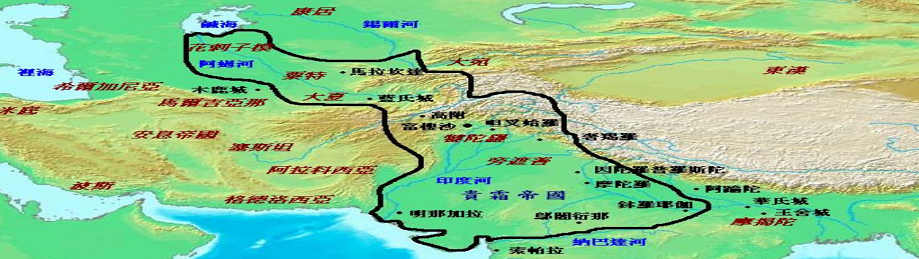 康居
鹹海
錫爾河
花剌子模
大宛
阿姆河
粟特
馬拉坎達
東漢
裡海
希爾加尼亞
木鹿城
大夏
藍氏城
馬爾吉亞那
米底
高附
富樓沙
呾叉始羅
安息帝國
犍陀羅
奢羯羅
塞斯坦
旁遮普
阿拉科西亞
因陀羅普羅斯陀
印度河
摩陀羅
波斯
貴霜帝國
阿踰陀
格德洛西亞
鉢羅耶伽
華氏城
明那加拉
鄔闍衍那
王舍城
摩揭陀
納巴達河
索帕拉